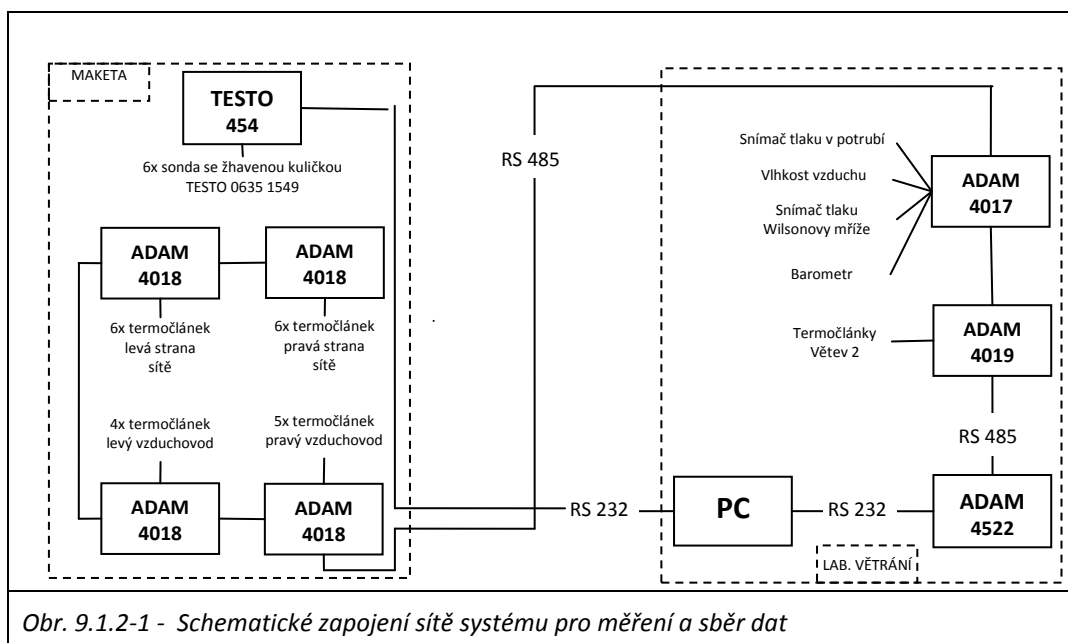 MAKETA
TESTO
454
6x sonda se žhavenou kuličkou
TESTO 0635 1549
ADAM
4018
ADAM
4018
6x termočlánek
levá strana
sítě
6x termočlánek
pravá strana
sítě
4x termočlánek
levý vzduchovod
5x termočlánek
pravý vzduchovod
ADAM
4018
ADAM
4018
RS 485
RS 232
Snímač tlaku v potrubí
Vlhkost vzduchu
Snímač tlaku
Wilsonovy mříže
Barometr
ADAM
4017
Termočlánky
Větev 2
ADAM
4019
RS 485
PC
RS 232
ADAM
4522
LAB. VĚTRÁNÍ
Obr. 9.1.2-1 - Schematické zapojení sítě systému pro měření a sběr dat